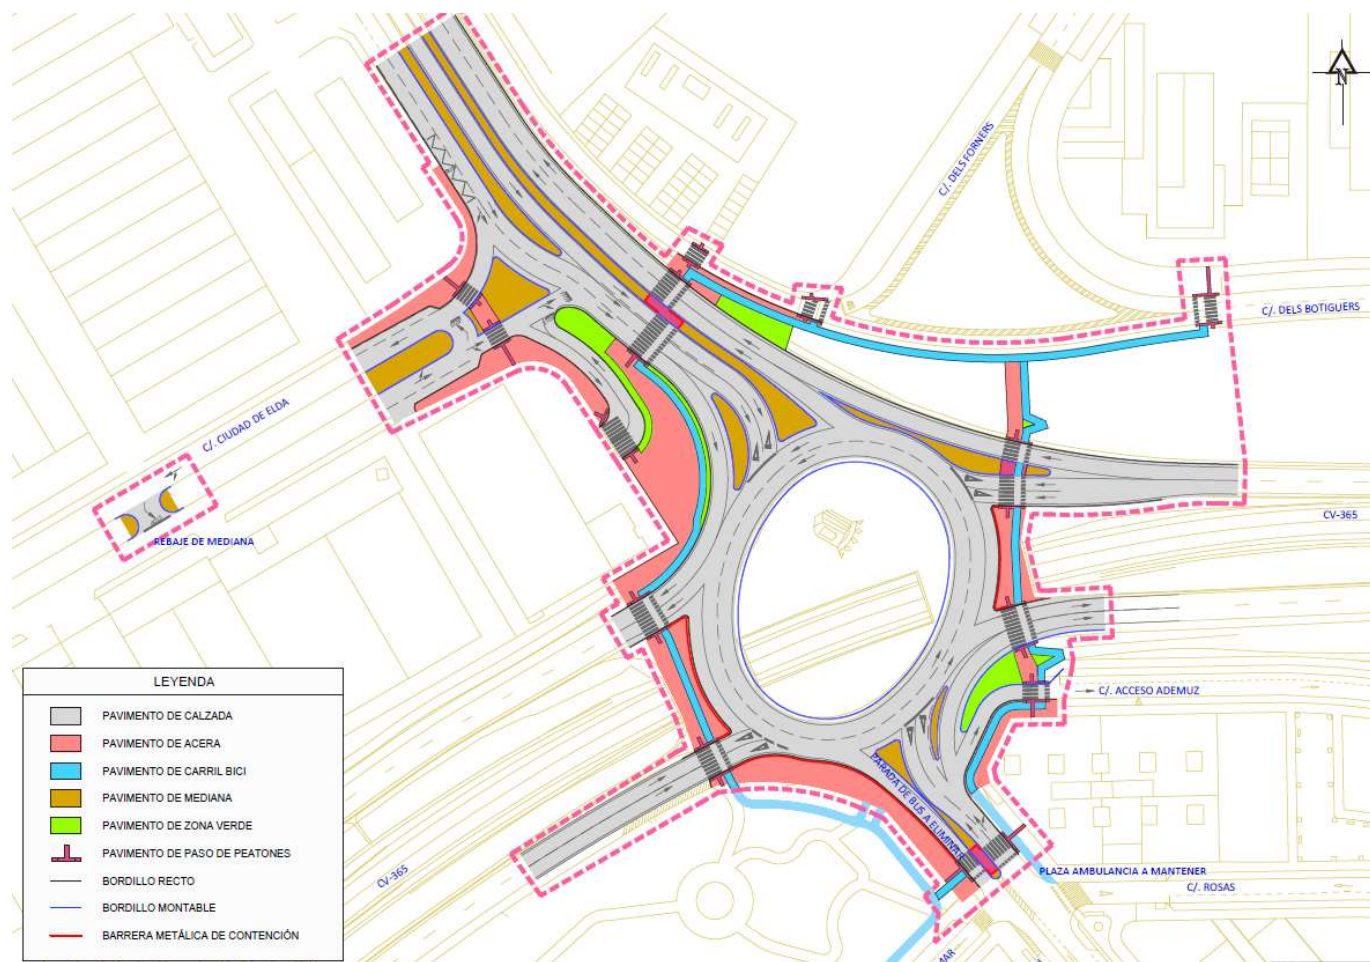 N
C/. DELS FORNERS
C/. DELS BOTIGUERS
C/. CIUDAD DE ELDA
REBAJE DE MEDIANA
CV-365
C/. ACCESO ADEMUZ
PARADA DE BUS A ELIMINAR
PLAZA AMBULANCIA A MANTENER
C/. ROSAS
CV-365
LEYENDA
PAVIMENTO DE CALZADA
PAVIMENTO DE ACERA
PAVIMENTO DE CARRIL BICI
PAVIMENTO DE MEDIANA
PAVIMENTO DE ZONA VERDE
PAVIMENTO DE PASO DE PEATONES
BORDILLO RECTO
BORDILLO MONTABLE
BARRERA METÁLICA DE CONTENCIÓN